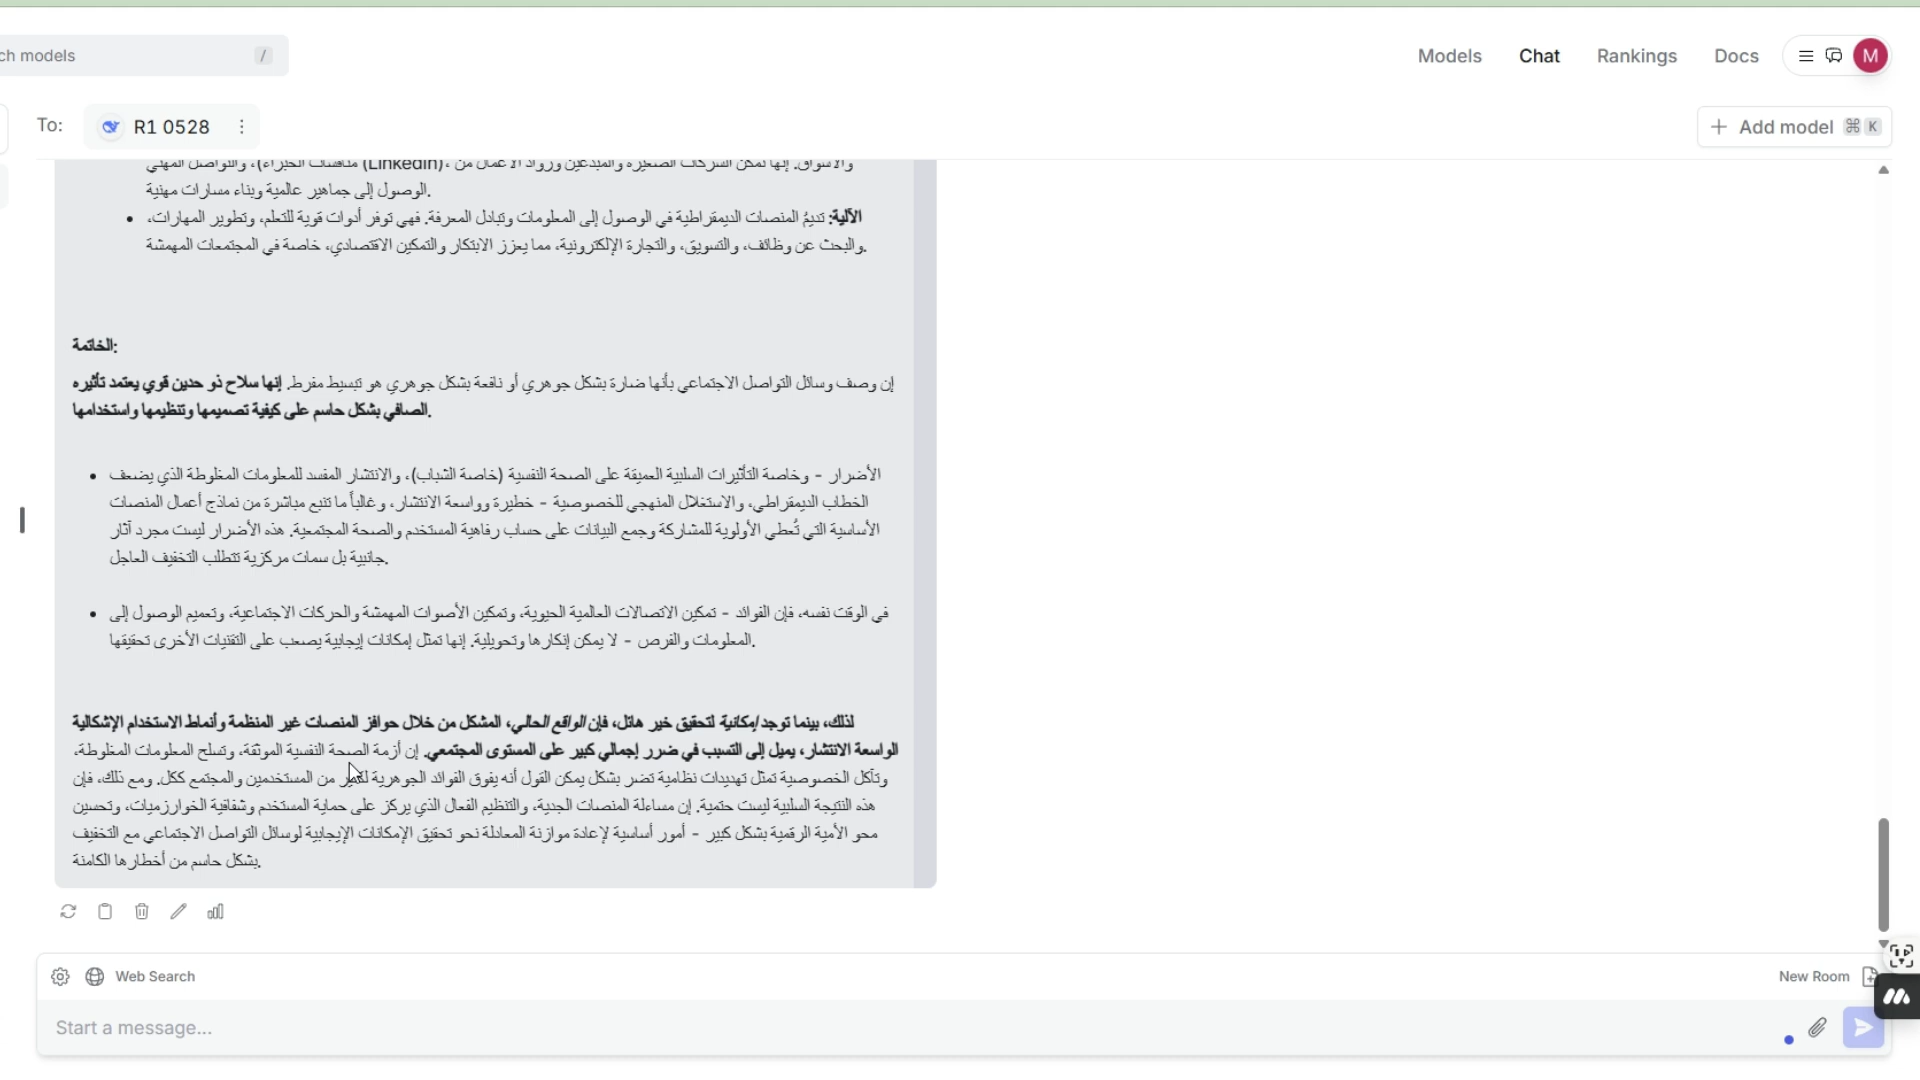 ch models
/
Models
Chat
Rankings
Docs
M
To:
R1 0528
Add model
K
والأسواق. إنها تمكن الشركات الصغيرة والمبدعين ورواد الأعمال من
الوصول إلى جماهير عالمية وبناء مسارات مهنية.
الآلية: تديمُ المنصات الديمقراطية في الوصول إلى المعلومات وتبادل المعرفة. فهي توفر أدوات قوية للتعلم، وتطوير المهارات،
والبحث عن وظائف، والتسويق، والتجارة الإلكترونية، مما يعزز الابتكار والتمكين الاقتصادي، خاصة في المجتمعات المهمشة.
الخاتمة:
إن وصف وسائل التواصل الاجتماعي بأنها ضارة بشكل جوهري أو نافعة بشكل جوهري هو تبسيط مفرط. إنها سلاح ذو حدين قوي يعتمد تأثيره
الصافي بشكل حاسم على كيفية تصميمها وتنظيمها واستخدامها.
الأضرار - وخاصة التأثيرات السلبية العميقة على الصحة النفسية (خاصة الشباب)، والانتشار المفسد للمعلومات المغلوطة الذي يضعف
الخطاب الديمقراطي، والاستغلال المنهجي للخصوصية - خطيرة وواسعة الانتشار، وغالباً ما تنبع مباشرة من نماذج أعمال المنصات
الأساسية التي تُعطي الأولوية للمشاركة وجمع البيانات على حساب رفاهية المستخدم والصحة المجتمعية. هذه الأضرار ليست مجرد آثار
جانبية بل سمات مركزية تتطلب التخفيف العاجل.
في الوقت نفسه، فإن الفوائد - تمكين الاتصالات العالمية الحيوية، وتمكين الأصوات المهمشة والحركات الاجتماعية، وتعميم الوصول إلى
المعلومات والفرص - لا يمكن إنكارها وتحويلية. إنها تمثل إمكانات إيجابية يصعب على التقنيات الأخرى تحقيقها.
لذلك، بينما توجد إمكانية لتحقيق خير هائل، فإن الواقع الحالي، المشكل من خلال حوافز المنصات غير المنظمة وأنماط الاستخدام الإشكالية
الواسعة الانتشار، يميل إلى التسبب في ضرر إجمالي كبير على المستوى المجتمعي. إن أزمة الصحة النفسية الموثقة، وتسلح المعلومات المغلوطة،
وتآكل الخصوصية تمثل تهديدات نظامية تضر بشكل يمكن القول أنه يفوق الفوائد الجوهرية لكثير من المستخدمين والمجتمع ككل. ومع ذلك، فإن
هذه النتيجة السلبية ليست حتمية. إن مساءلة المنصات الجدية، والتنظيم الفعال الذي يركز على حماية المستخدم وشفافية الخوارزميات، وتحسين
محو الأمية الرقمية بشكل كبير - أمور أساسية لإعادة موازنة المعادلة نحو تحقيق الإمكانات الإيجابية لوسائل التواصل الاجتماعي مع التخفيف
بشكل حاسم من أخطارها الكامنة.
Web Search
New Room
Start a message...